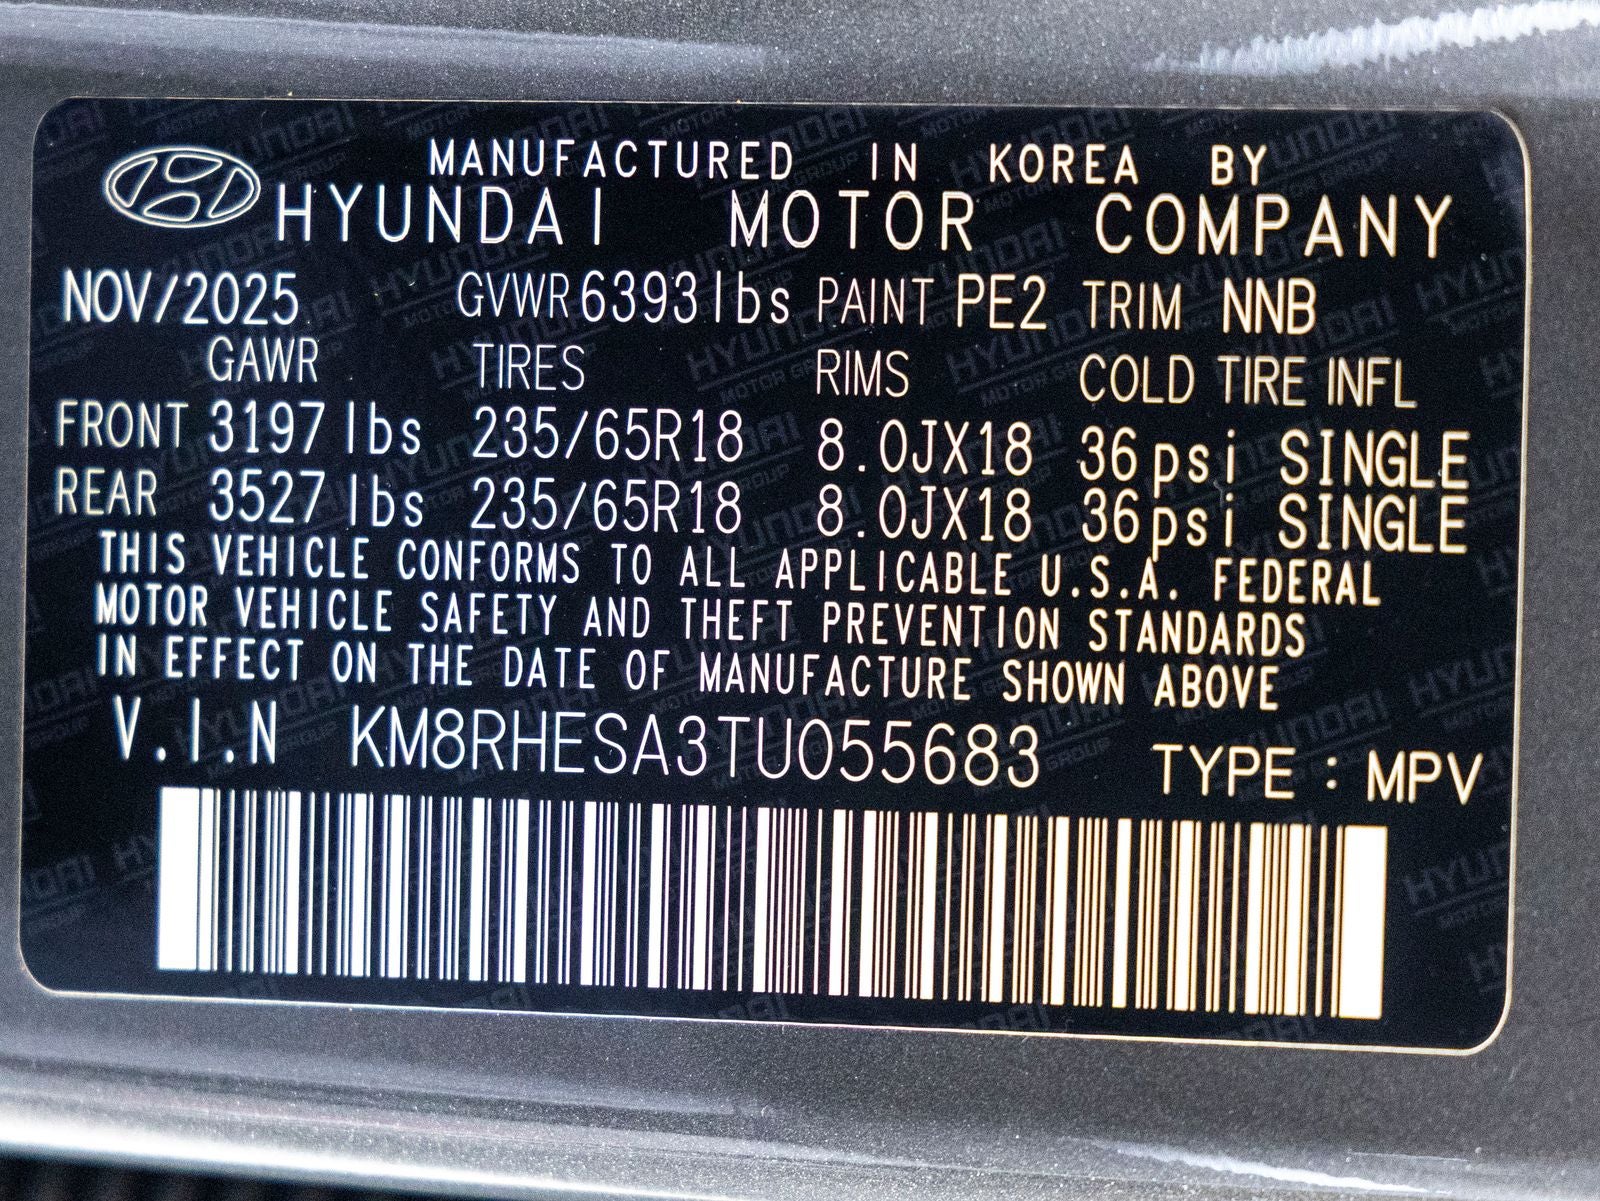 MANUFACTURED IN KOREA BY
HYUNDAI MOTOR COMPANY
NOV/2025 GVWR 6393 lbs PAINT PE2 TRIM NNB
GAWR TIRES RIMS COLD TIRE INFL
FRONT 3197 lbs 235/65R18 8.0JX18 36psi SINGLE
REAR 3527 lbs 235/65R18 8.0JX18 36psi SINGLE
THIS VEHICLE CONFORMS TO ALL APPLICABLE U.S.A. FEDERAL
MOTOR VEHICLE SAFETY AND THEFT PREVENTION STANDARDS
IN EFFECT ON THE DATE OF MANUFACTURE SHOWN ABOVE
V.I.N KM8RHESA3TU055683 TYPE : MPV